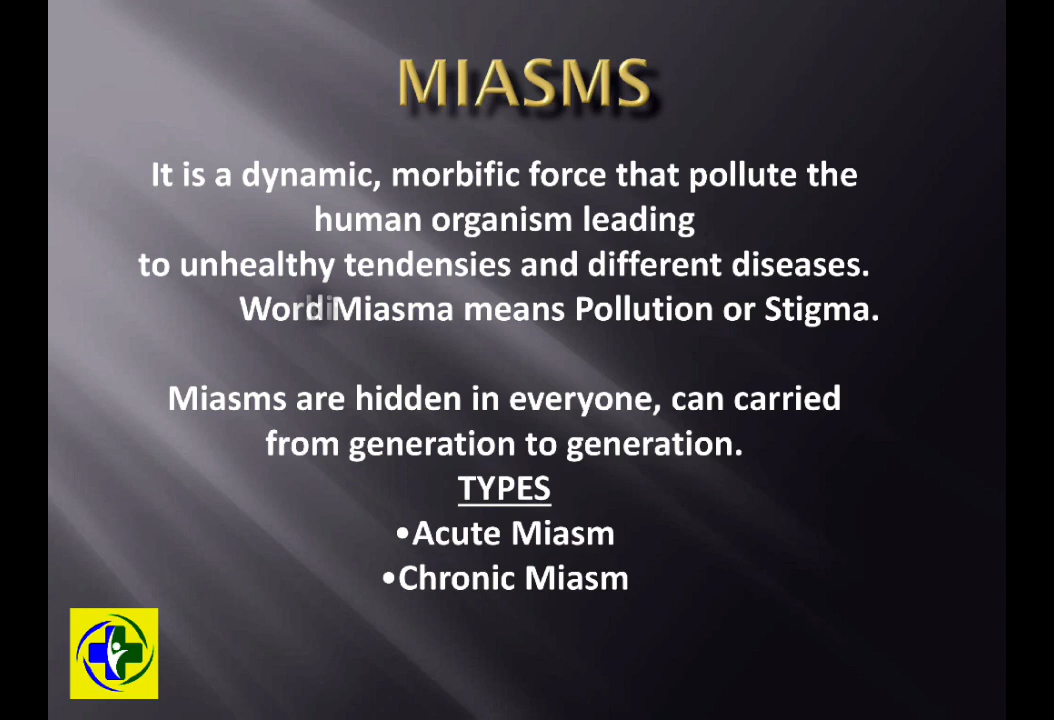 MIASMS
It is a dynamic, morbific force that pollute the
human organism leading
to unhealthy tendensies and different diseases.
Word Miasma means Pollution or Stigma.
Miasms are hidden in everyone, can carried
from generation to generation.
TYPES
•Acute Miasm
•Chronic Miasm